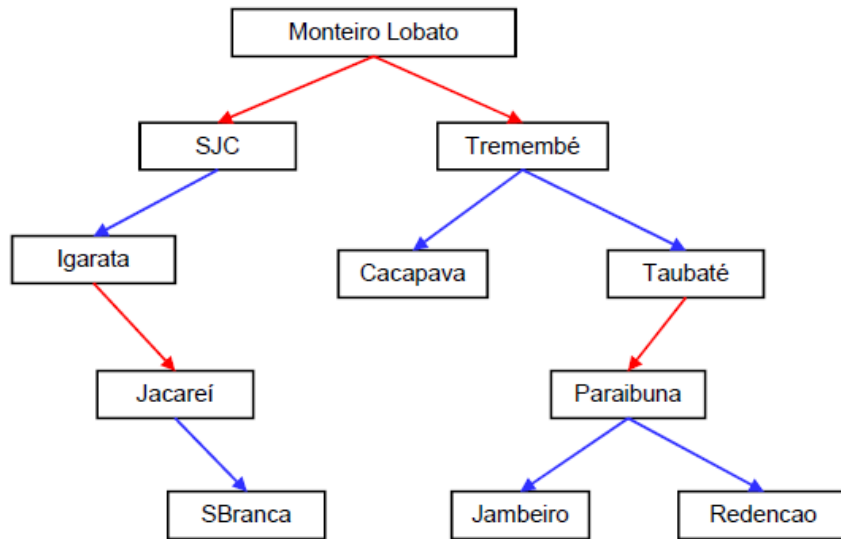 Monteiro Lobato
SJC
Tremembé
Igarata
Cacapava
Taubaté
Jacareí
Paraibuna
SBranca
Jambeiro
Redencao